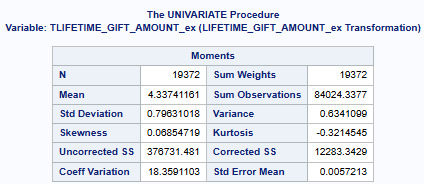 The UNIVARIATE Procedure
Variable: TLIFETIME_GIFT_AMOUNT_ex (LIFETIME_GIFT_AMOUNT_ex Transformation)
Moments
N 19372 Sum Weights 19372
Mean 4.33741161 Sum Observations 84024.3377
Std Deviation 0.79631018 Variance 0.6341099
Skewness 0.06854719 Kurtosis -0.3214545
Uncorrected SS 376731.481 Corrected SS 12283.3429
Coeff Variation 18.3591103 Std Error Mean 0.0057213